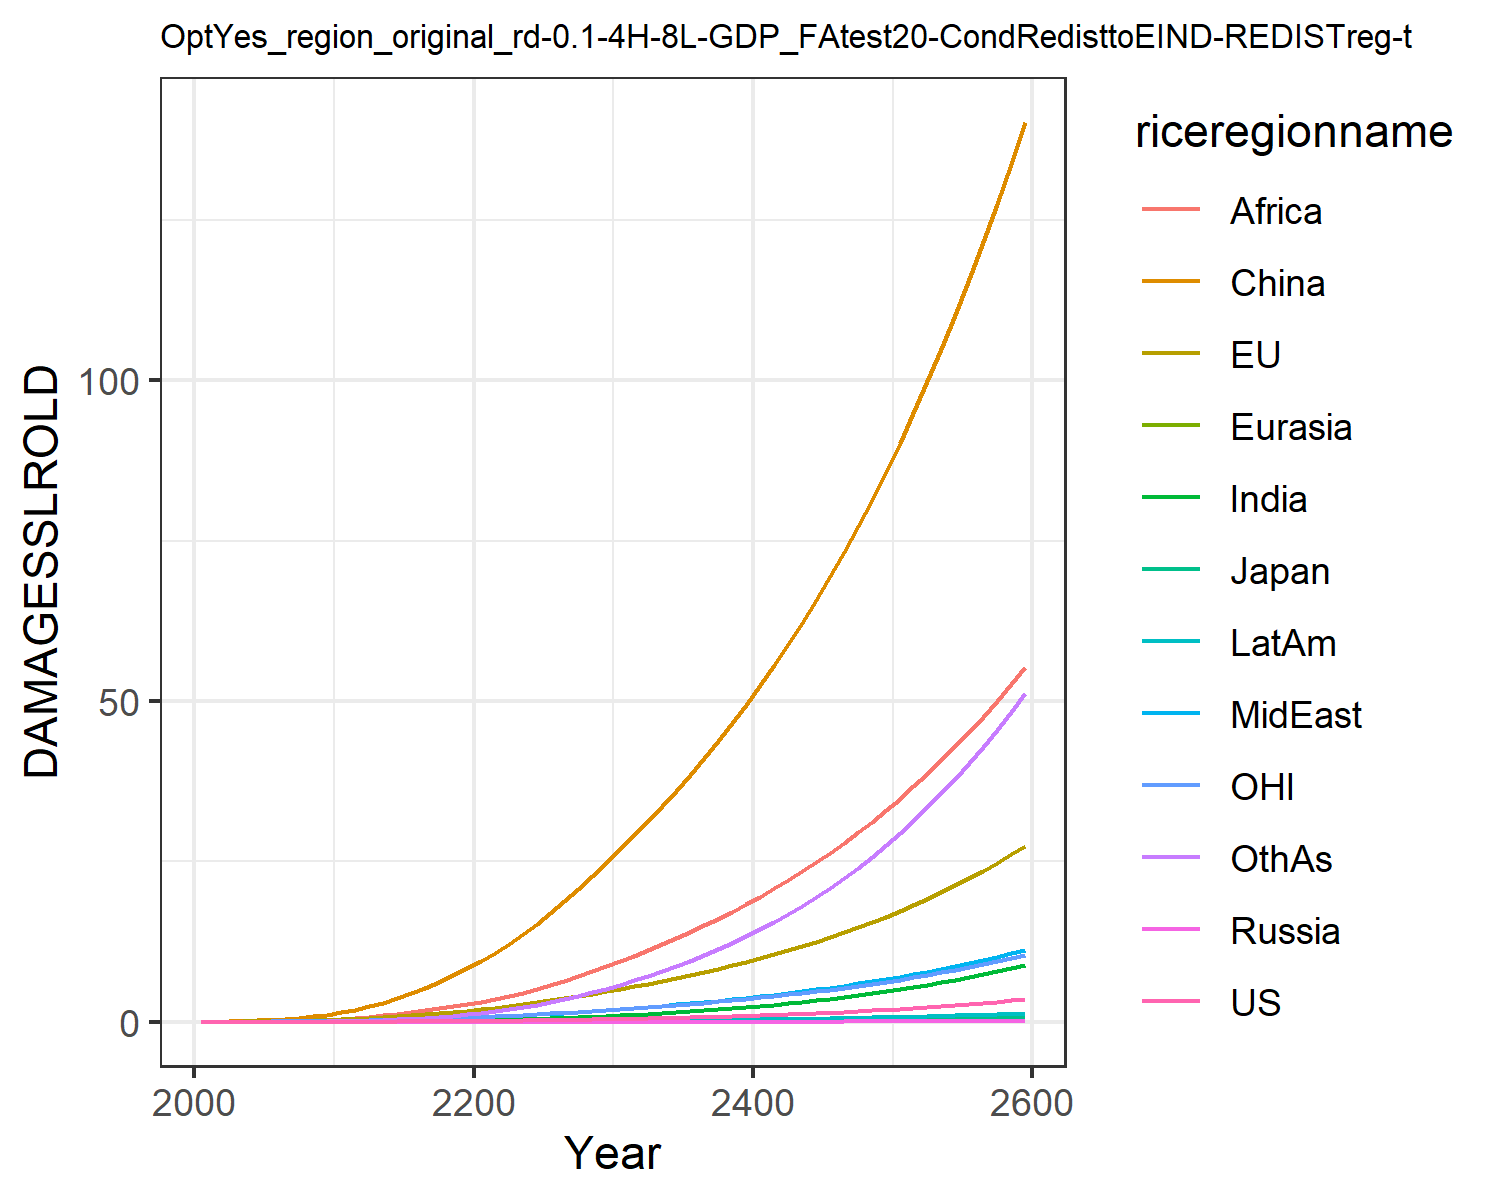 OptYes_region_original_rd-0.1-4H-8L-GDP_FAtest20-CondRedisttoEIND-REDISTreg-t
DAMAGESSLROLD
100
50
0
2000
2200
2400
2600
Year
riceregionname
Africa
China
EU
Eurasia
India
Japan
LatAm
MidEast
OHI
OthAs
Russia
US